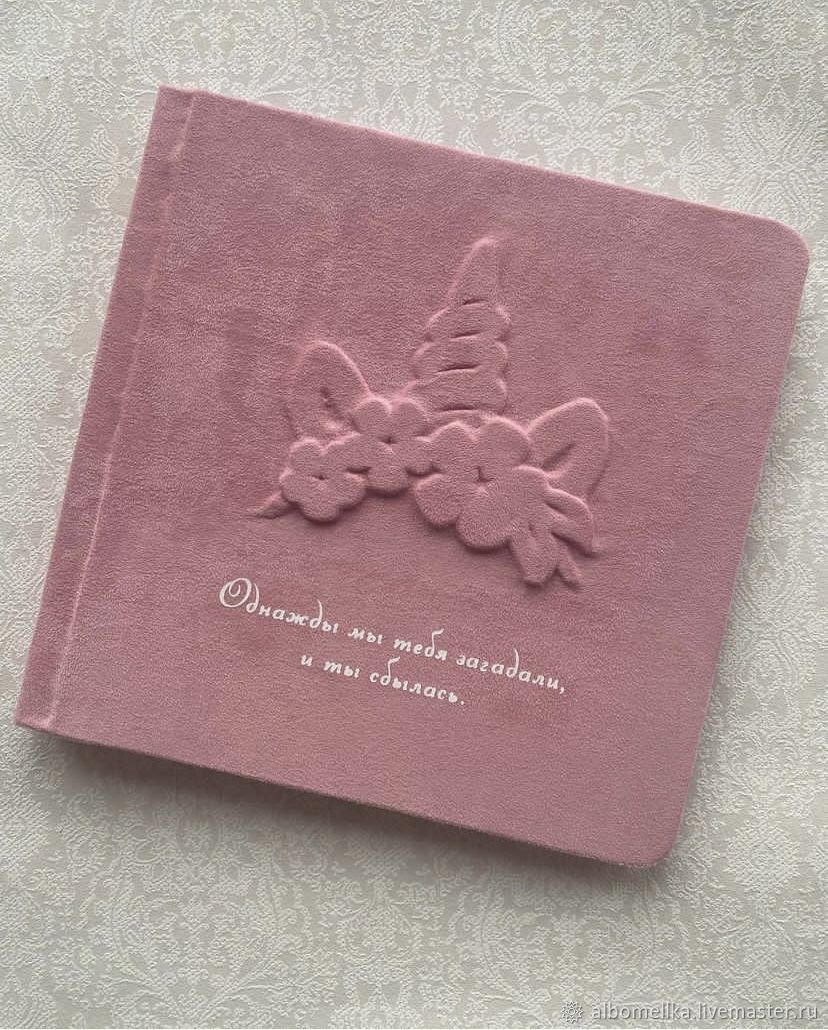 Однажды мы тебя загадали,
и ты сбылась.
albomelka.livemaster.ru